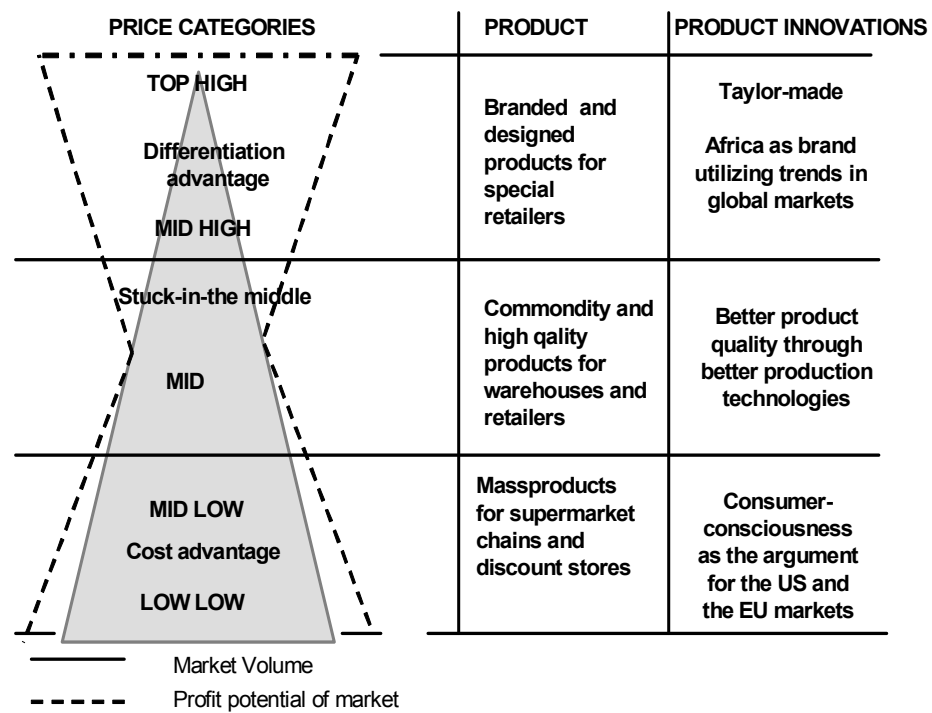 PRICE CATEGORIES
PRODUCT
PRODUCT INNOVATIONS
TOP HIGH
Differentiation
advantage
MID HIGH
Branded and
designed
products for
special
retailers
Taylor-made
Africa as brand
utilizing trends in
global markets
Stuck-in-the middle
MID
Commondity and
high qality
products for
warehouses and
retailers
Better product
quality through
better production
technologies
MID LOW
Cost advantage
LOW LOW
Massproducts
for supermarket
chains and
discount stores
Consumer-
consciousness
as the argument
for the US and
the EU markets
Market Volume
Profit potential of market